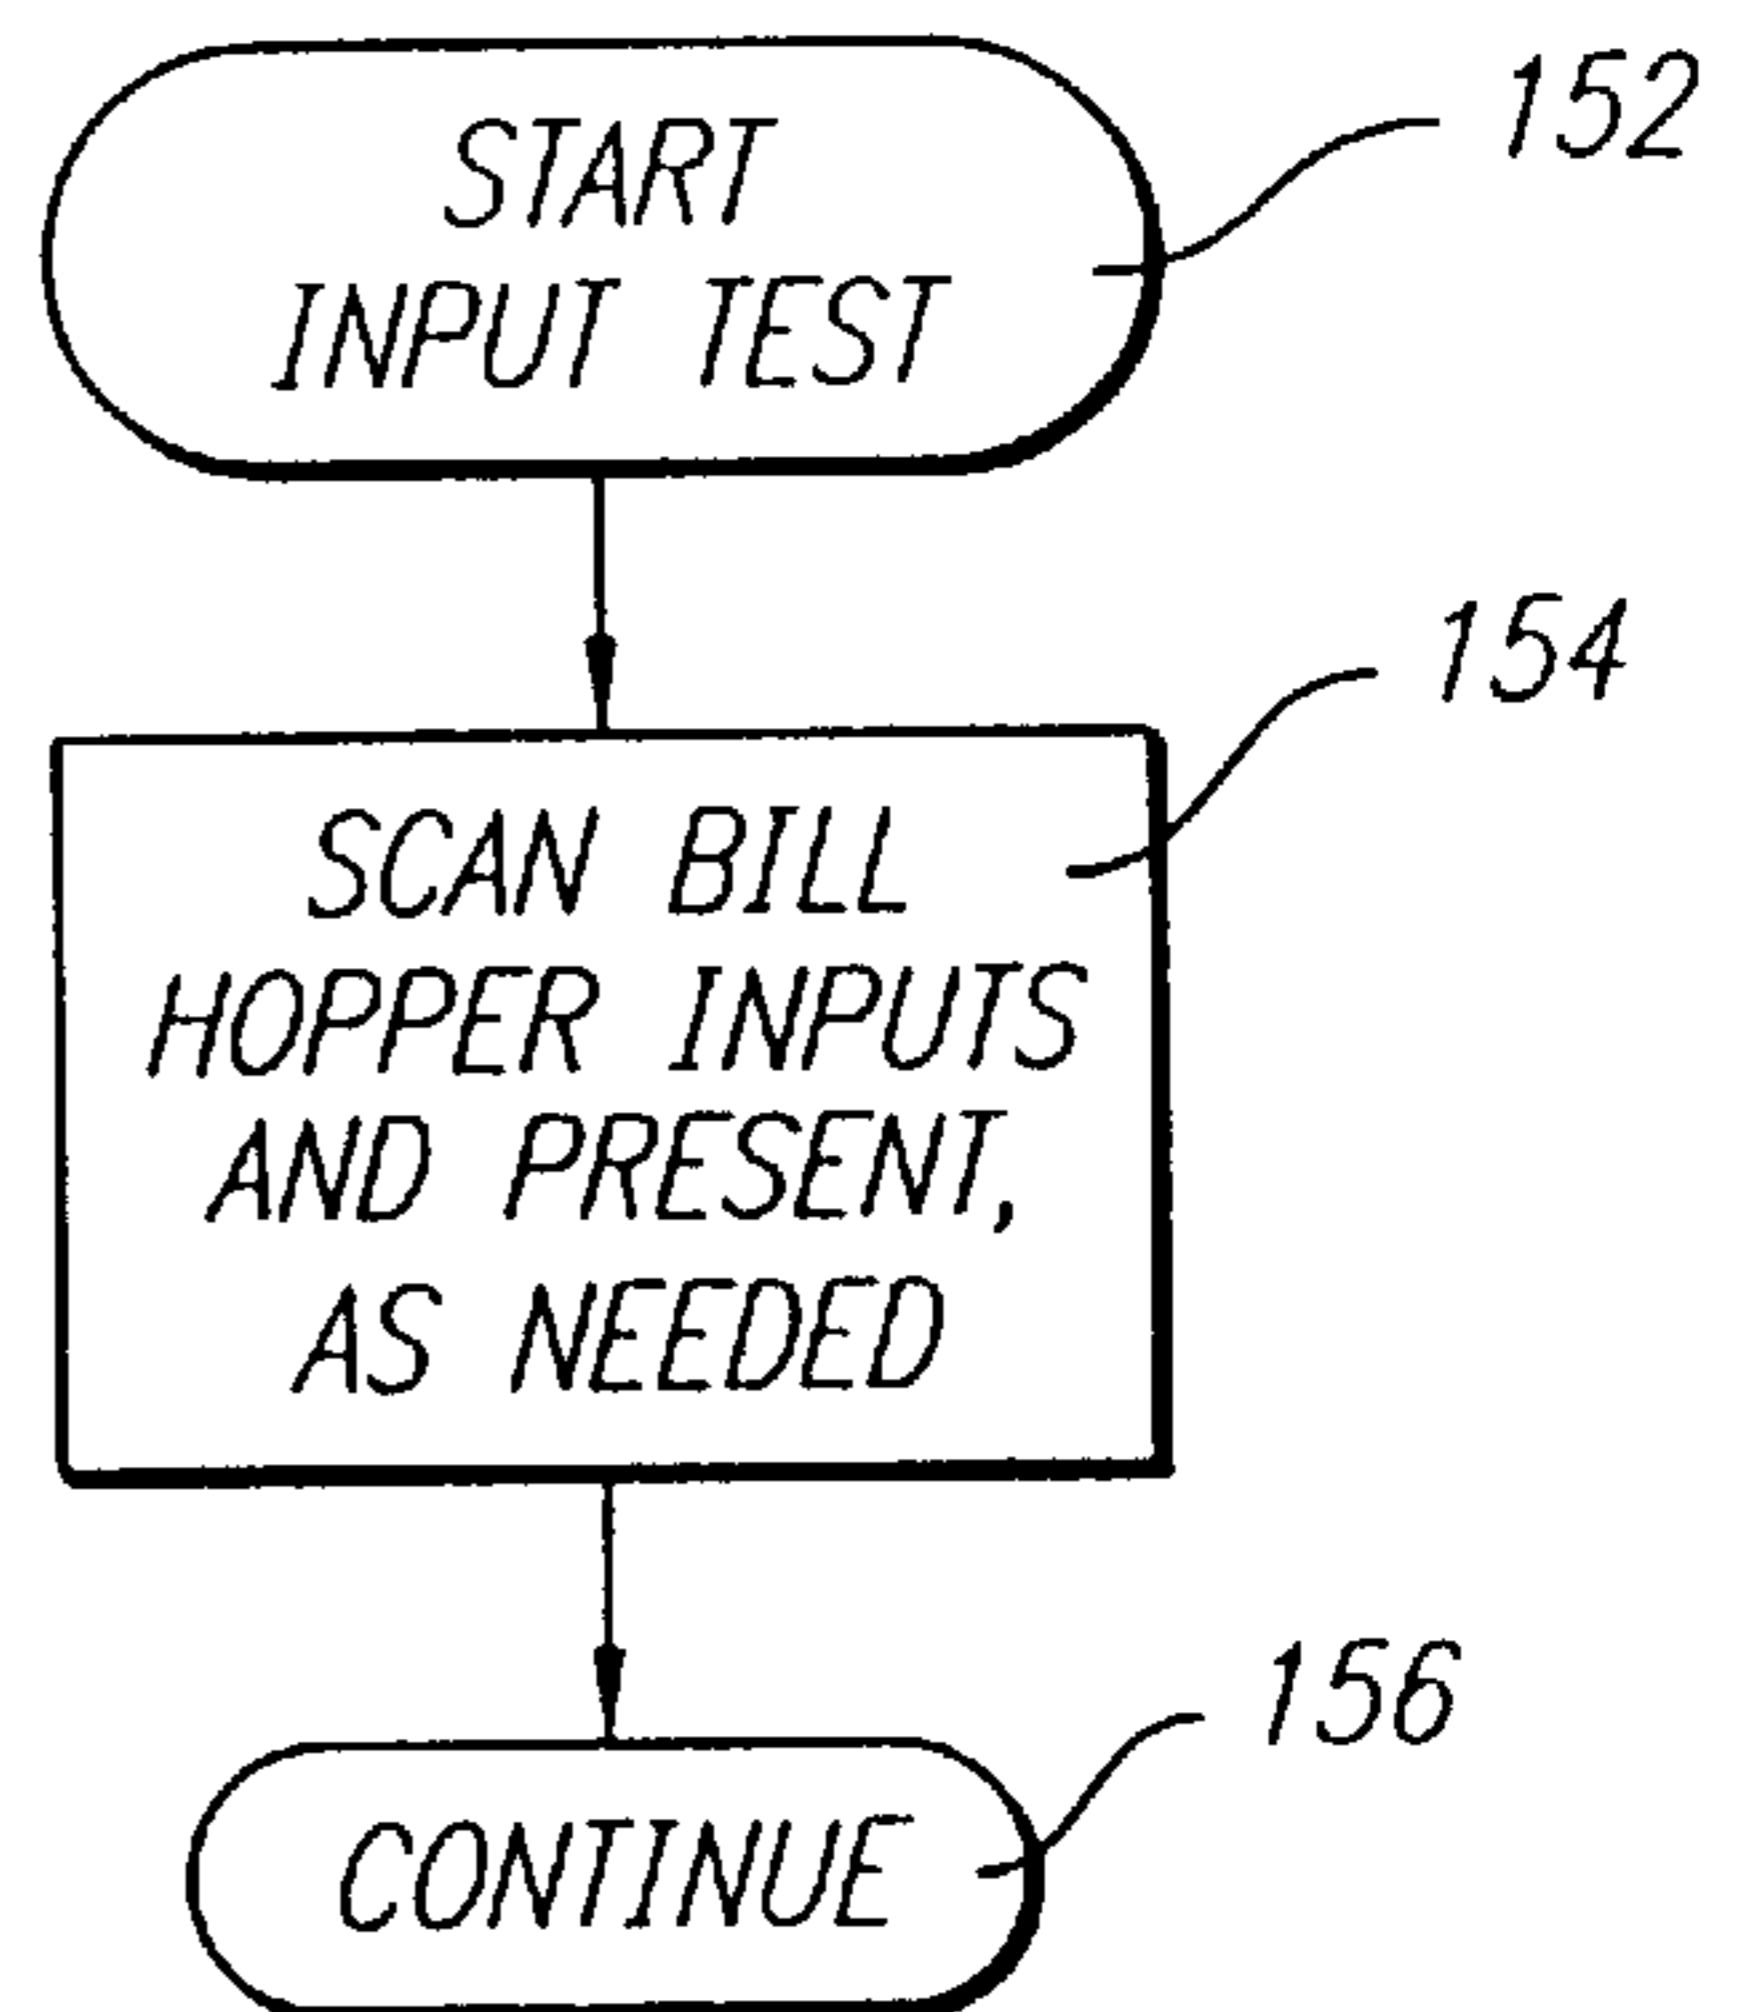 START
INPUT TEST
152
154
SCAN BILL
HOPPER INPUTS
AND PRESENT,
AS NEEDED
156
CONTINUE